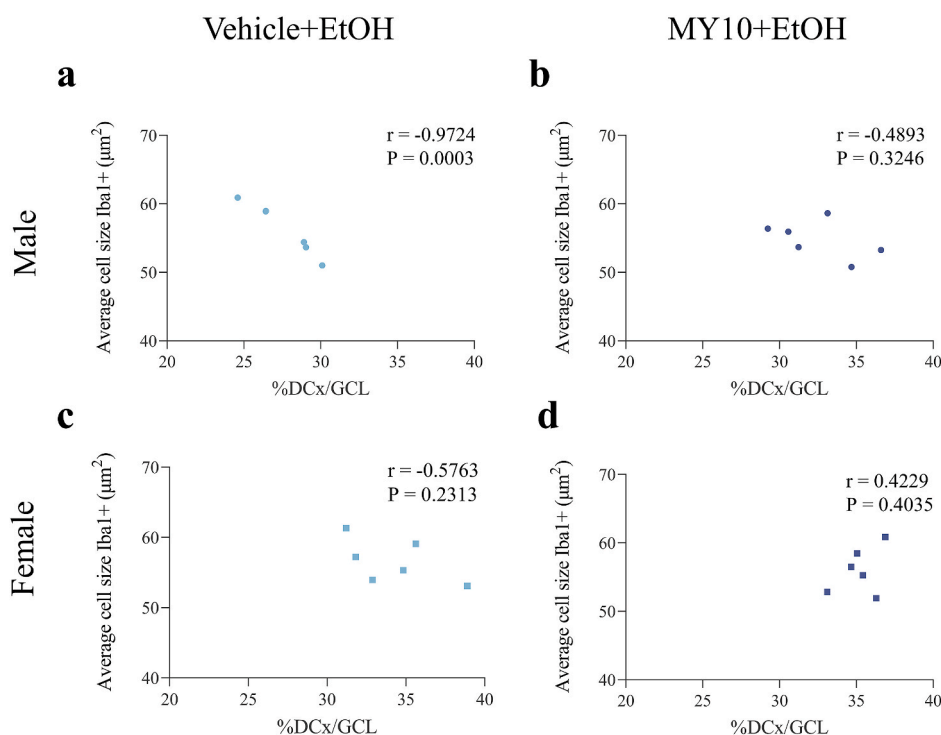 Vehicle+EtOH
MY10+EtOH
Male
Female
a
r = -0.9724
P = 0.0003
Average cell size Iba1+ (μm²)
70
60
50
40
20
25
30
35
40
%DCx/GCL
b
r = -0.4893
P = 0.3246
Average cell size Iba1+ (μm²)
70
60
50
40
20
25
30
35
40
%DCx/GCL
c
r = -0.5763
P = 0.2313
Average cell size Iba1+ (μm²)
70
60
50
40
20
25
30
35
40
%DCx/GCL
d
r = 0.4229
P = 0.4035
Average cell size Iba1+ (μm²)
70
60
50
40
20
25
30
35
40
%DCx/GCL